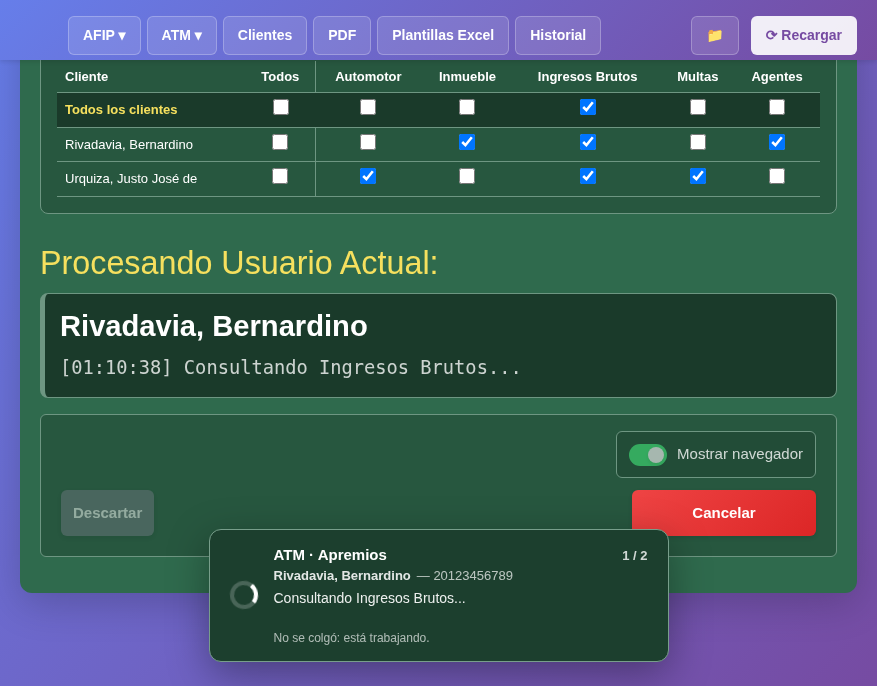 AFIP ▾ ATM ▾ Clientes PDF Plantillas Excel Historial 📁 ⟳ Recargar
Cliente Todos Automotor Inmueble Ingresos Brutos Multas Agentes
Todos los clientes
Rivadavia, Bernardino
Urquiza, Justo José de
Procesando Usuario Actual:
Rivadavia, Bernardino
[01:10:38] Consultando Ingresos Brutos...
Mostrar navegador
Descartar Cancelar
ATM · Apremios 1 / 2
Rivadavia, Bernardino — 20123456789
Consultando Ingresos Brutos...
No se colgó: está trabajando.